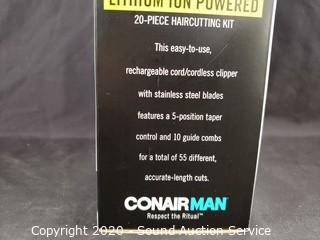 LITHIUM ION POWERED
20-PIECE HAIRCUTTING KIT
This easy-to-use,
rechargeable cord/cordless clipper
with stainless steel blades
features a 5-position taper
control and 10 guide combs
for a total of 55 different,
accurate-length cuts.
CONAIRMAN
Respect the Ritual™
Copyright 2020 - Sound Auction Service